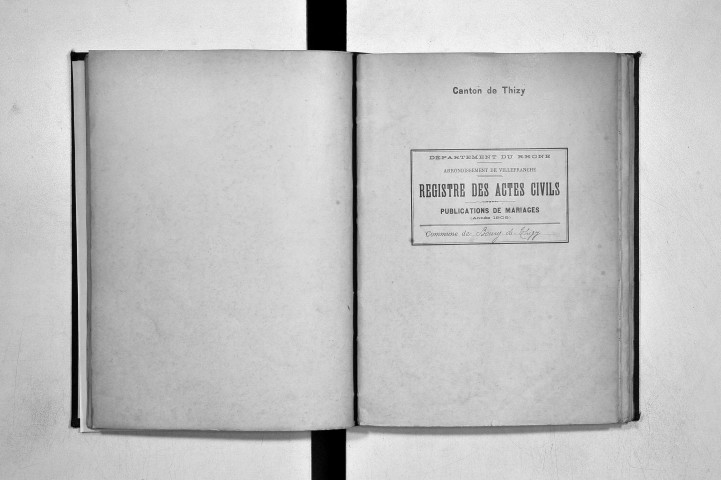 Canton de Thizy
DÉPARTEMENT DU RHONE
ARRONDISSEMENT DE VILLEFRANCHE
REGISTRE DES ACTES CIVILS
PUBLICATIONS DE MARIAGES
Commune de Bourg de Thizy